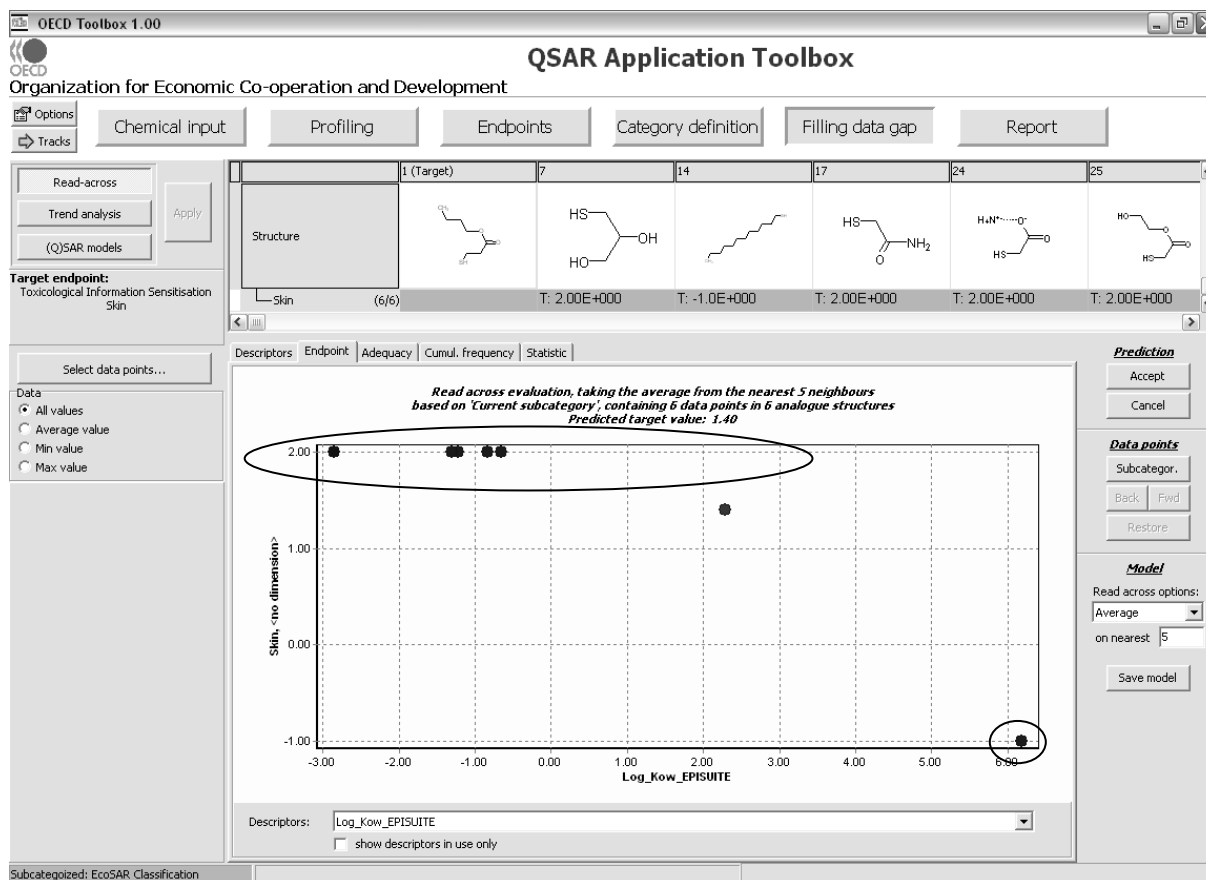 OECD Toolbox 1.00
OECD
QSAR Application Toolbox
Organization for Economic Co-operation and Development
Options
Tracks
Chemical input
Profiling
Endpoints
Category definition
Filling data gap
Report
Read-across
Trend analysis
(Q)SAR models
Apply
Target endpoint:
Toxicological Information Sensitisation
Skin
1 (Target) 7 14 17 24 25
Structure
HS OH HO
HS NH2 O
H4N+ O- O HS
HO O O HS
Skin (6/6) T: 2.00E+000 T: -1.0E+000 T: 2.00E+000 T: 2.00E+000 T: 2.00E+000
Select data points...
Data
All values
Average value
Min value
Max value
Descriptors Endpoint Adequacy Cumul. frequency Statistic
Read across evaluation, taking the average from the nearest 5 neighbours
based on 'Current subcategory', containing 6 data points in 6 analogue structures
Predicted target value: 1.40
Skin, <no dimension>
2.00
1.00
0.00
-1.00
-3.00 -2.00 -1.00 0.00 1.00 2.00 3.00 4.00 5.00 6.00
Log_Kow_EPISUITE
Descriptors: Log_Kow_EPISUITE
show descriptors in use only
Prediction
Accept
Cancel
Data points
Subcategor.
Back Fwd
Restore
Model
Read across options:
Average
on nearest 5
Save model
Subcategoized: EcoSAR Classification